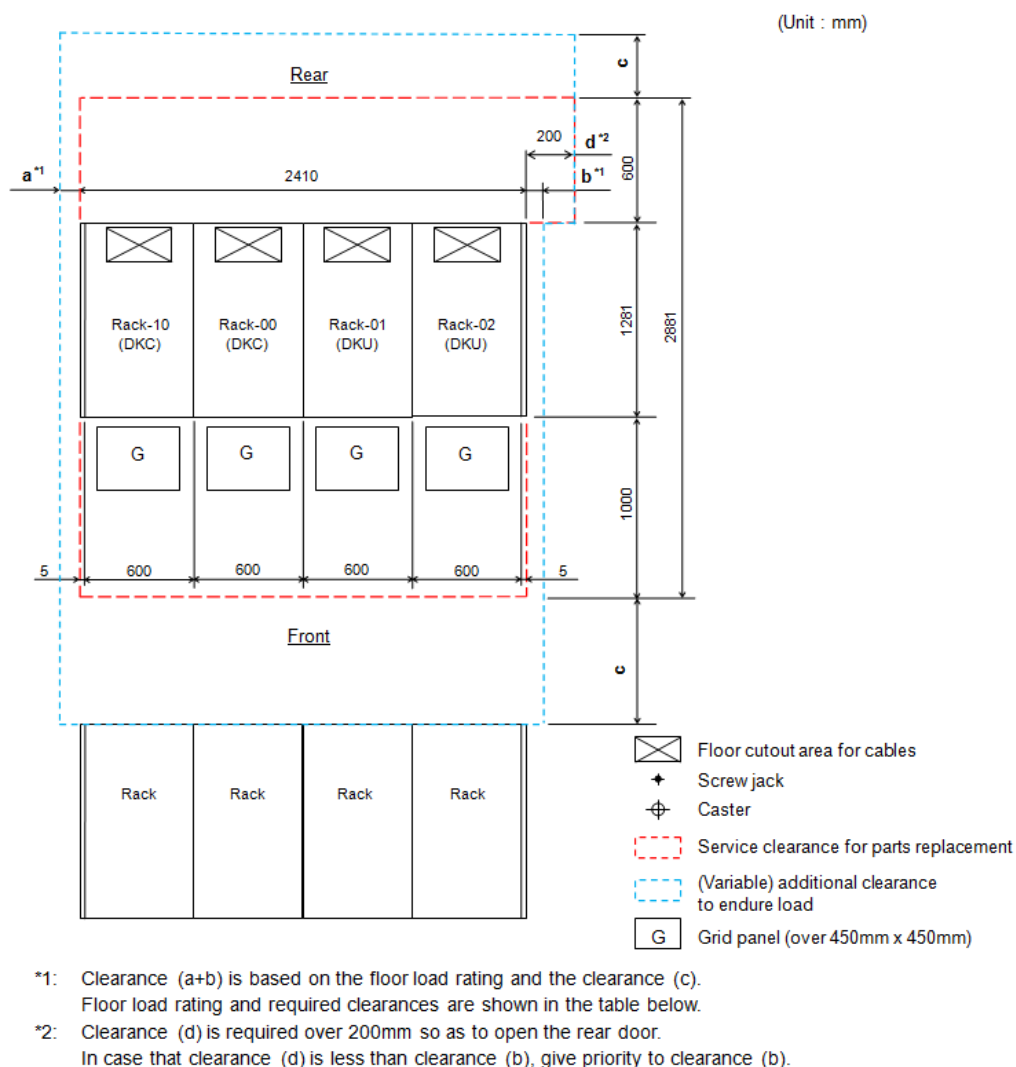 (Unit : mm)
c
Rear
200
d*2
600
a*1
2410
b*1
Rack-10
(DKC)
Rack-00
(DKC)
Rack-01
(DKU)
Rack-02
(DKU)
1281
2881
G
G
G
G
1000
5
600
600
600
600
5
Front
c
Rack
Rack
Rack
Rack
Floor cutout area for cables
Screw jack
Caster
Service clearance for parts replacement
(Variable) additional clearance
to endure load
G
Grid panel (over 450mm x 450mm)
*1: Clearance (a+b) is based on the floor load rating and the clearance (c).
Floor load rating and required clearances are shown in the table below.
*2: Clearance (d) is required over 200mm so as to open the rear door.
In case that clearance (d) is less than clearance (b), give priority to clearance (b).